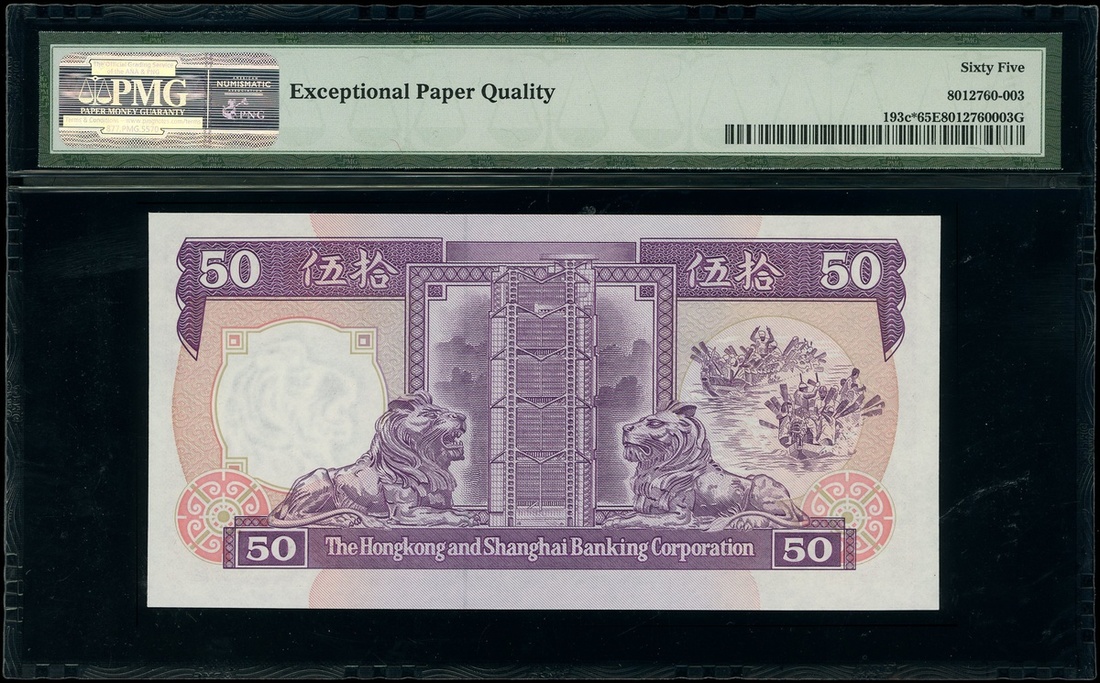 PMG
PAPER MONEY GUARANTY
NUMISMATIC
PNG
Exceptional Paper Quality
Sixty Five
8012760-003
193c*65E8012760003G
50 伍拾 伍拾 50
50 The Hongkong and Shanghai Banking Corporation 50